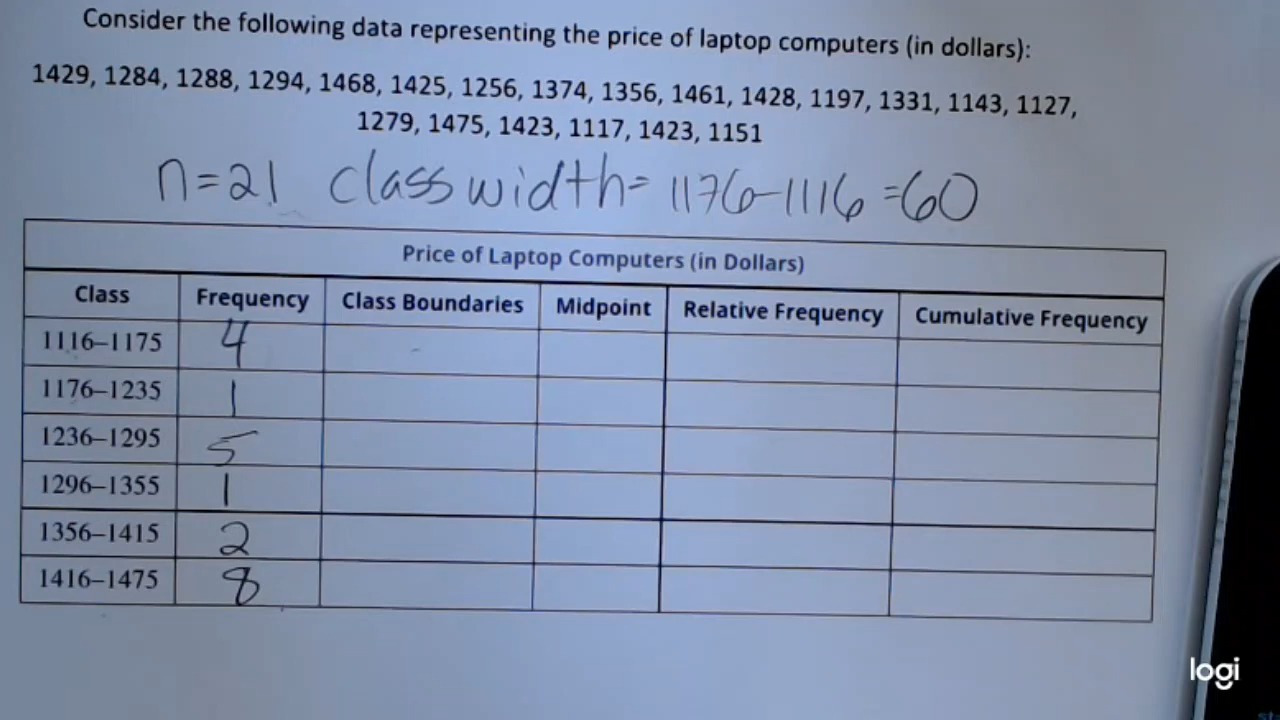 Consider the following data representing the price of laptop computers (in dollars):
1429, 1284, 1288, 1294, 1468, 1425, 1256, 1374, 1356, 1461, 1428, 1197, 1331, 1143, 1127,
1279, 1475, 1423, 1117, 1423, 1151
n=21 class width= 1176-1116 =60
Price of Laptop Computers (in Dollars)
Class Frequency Class Boundaries Midpoint Relative Frequency Cumulative Frequency
1116–1175 4
1176–1235 1
1236–1295 5
1296–1355 1
1356–1415 2
1416–1475 8
logi